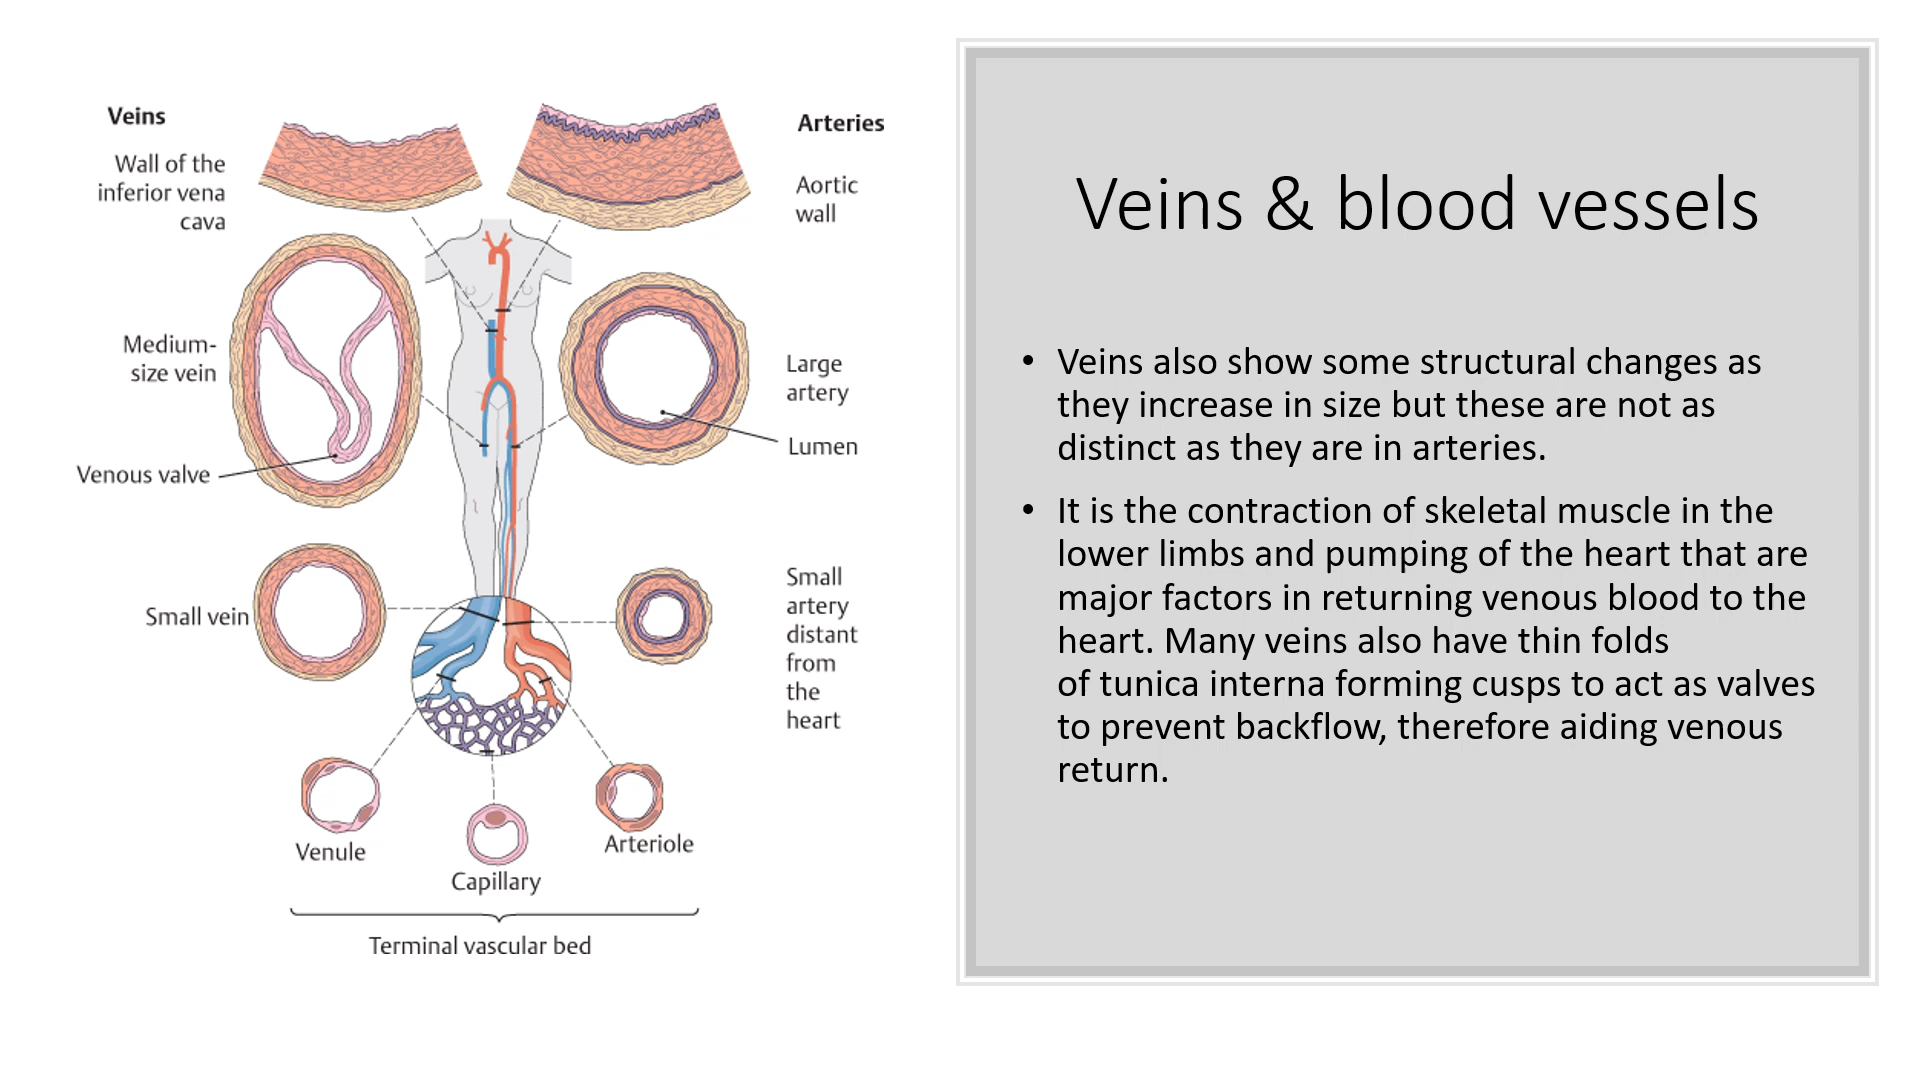 Veins
Wall of the
inferior vena
cava
Medium-
size vein
Venous valve
Small vein
Arteries
Aortic
wall
Large
artery
Lumen
Small
artery
distant
from
the
heart
Venule
Capillary
Arteriole
Terminal vascular bed
Veins & blood vessels
• Veins also show some structural changes as
they increase in size but these are not as
distinct as they are in arteries.
• It is the contraction of skeletal muscle in the
lower limbs and pumping of the heart that are
major factors in returning venous blood to the
heart. Many veins also have thin folds
of tunica interna forming cusps to act as valves
to prevent backflow, therefore aiding venous
return.